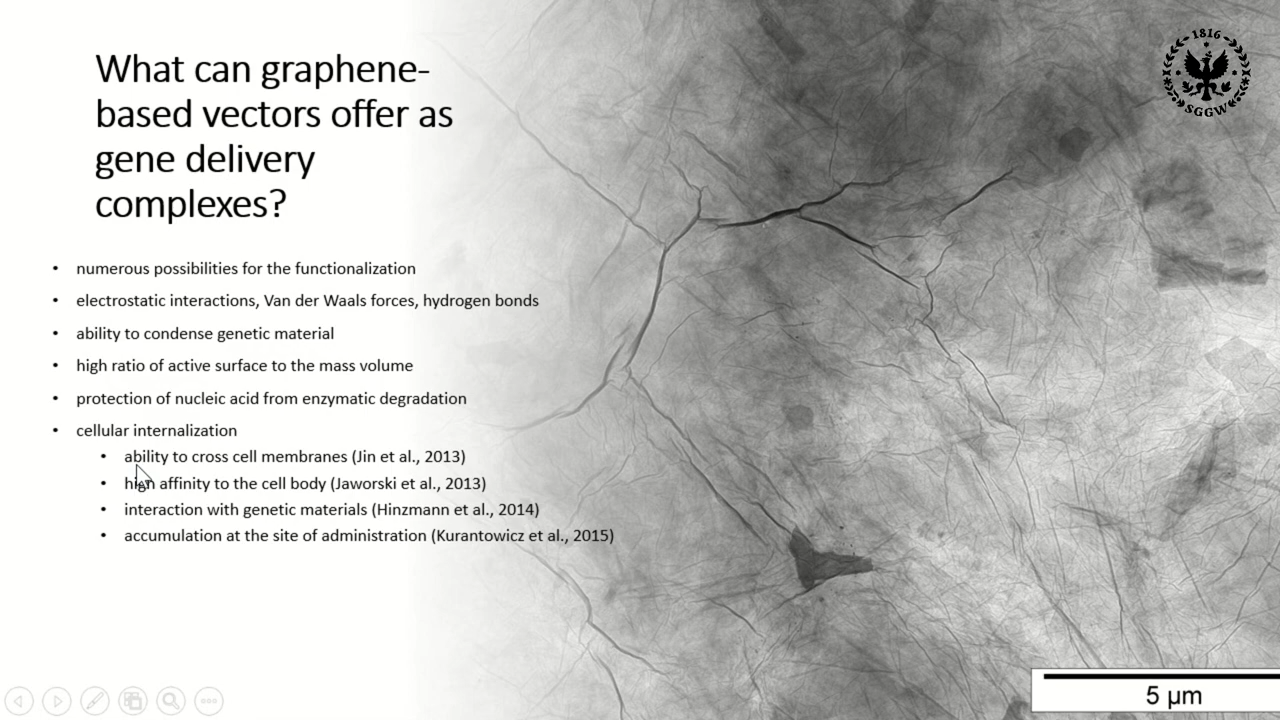 What can graphene-
based vectors offer as
gene delivery
complexes?
• numerous possibilities for the functionalization
• electrostatic interactions, Van der Waals forces, hydrogen bonds
• ability to condense genetic material
• high ratio of active surface to the mass volume
• protection of nucleic acid from enzymatic degradation
• cellular internalization
• ability to cross cell membranes (Jin et al., 2013)
• high affinity to the cell body (Jaworski et al., 2013)
• interaction with genetic materials (Hinzmann et al., 2014)
• accumulation at the site of administration (Kurantowicz et al., 2015)
1816
SGGW
5 µm